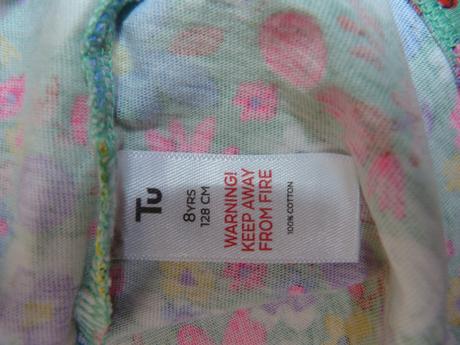 Tu
8YRS
128 CM
WARNING!
KEEP AWAY
FROM FIRE
100% COTTON